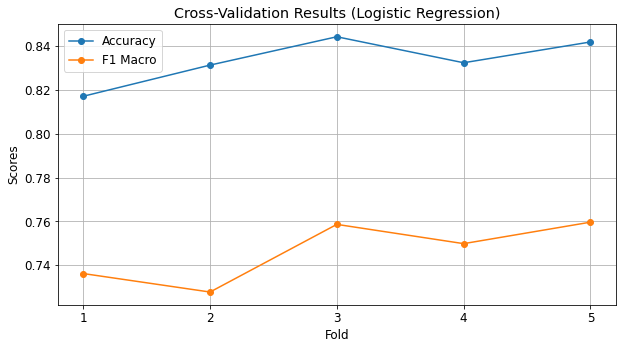 Cross-Validation Results (Logistic Regression)
Accuracy
F1 Macro
Scores
0.84
0.82
0.80
0.78
0.76
0.74
1 2 3 4 5
Fold